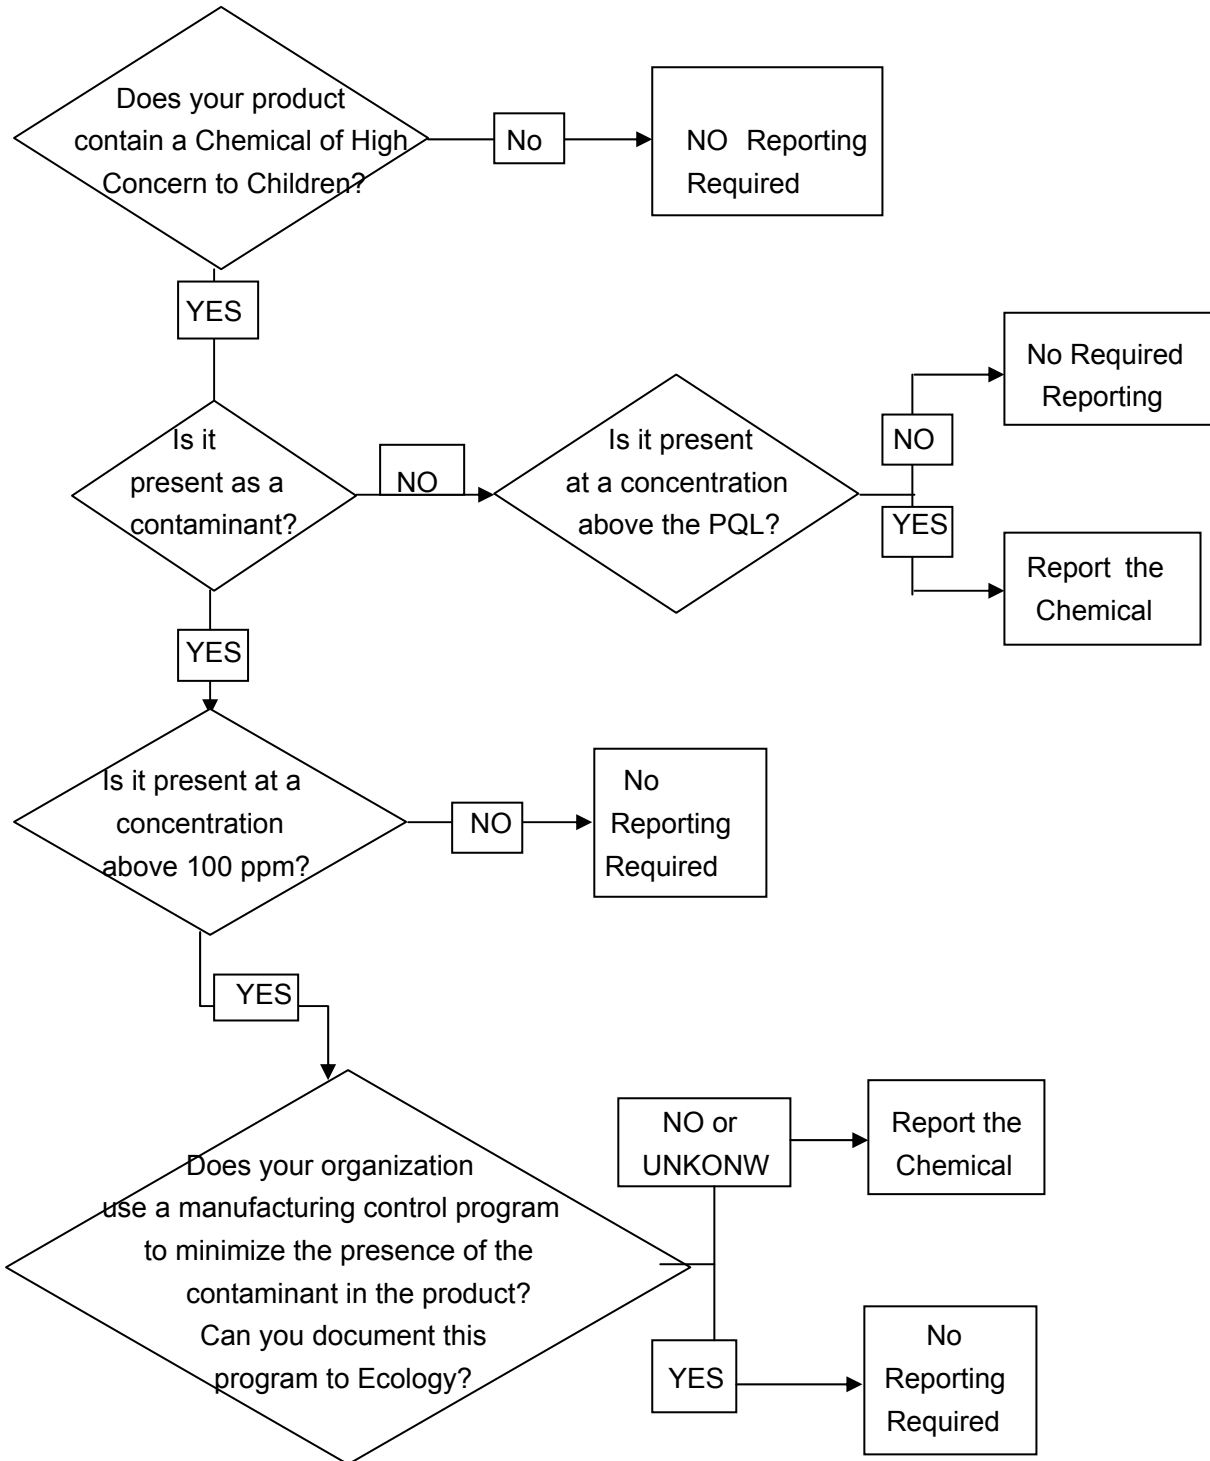 Does your product
contain a Chemical of High
Concern to Children?
No
NO Reporting
Required
YES
Is it
present as a
contaminant?
NO
Is it present
at a concentration
above the PQL?
NO
No Required
Reporting
YES
Report the
Chemical
YES
Is it present at a
concentration
above 100 ppm?
NO
No
Reporting
Required
YES
Does your organization
use a manufacturing control program
to minimize the presence of the
contaminant in the product?
Can you document this
program to Ecology?
NO or
UNKONW
Report the
Chemical
YES
No
Reporting
Required